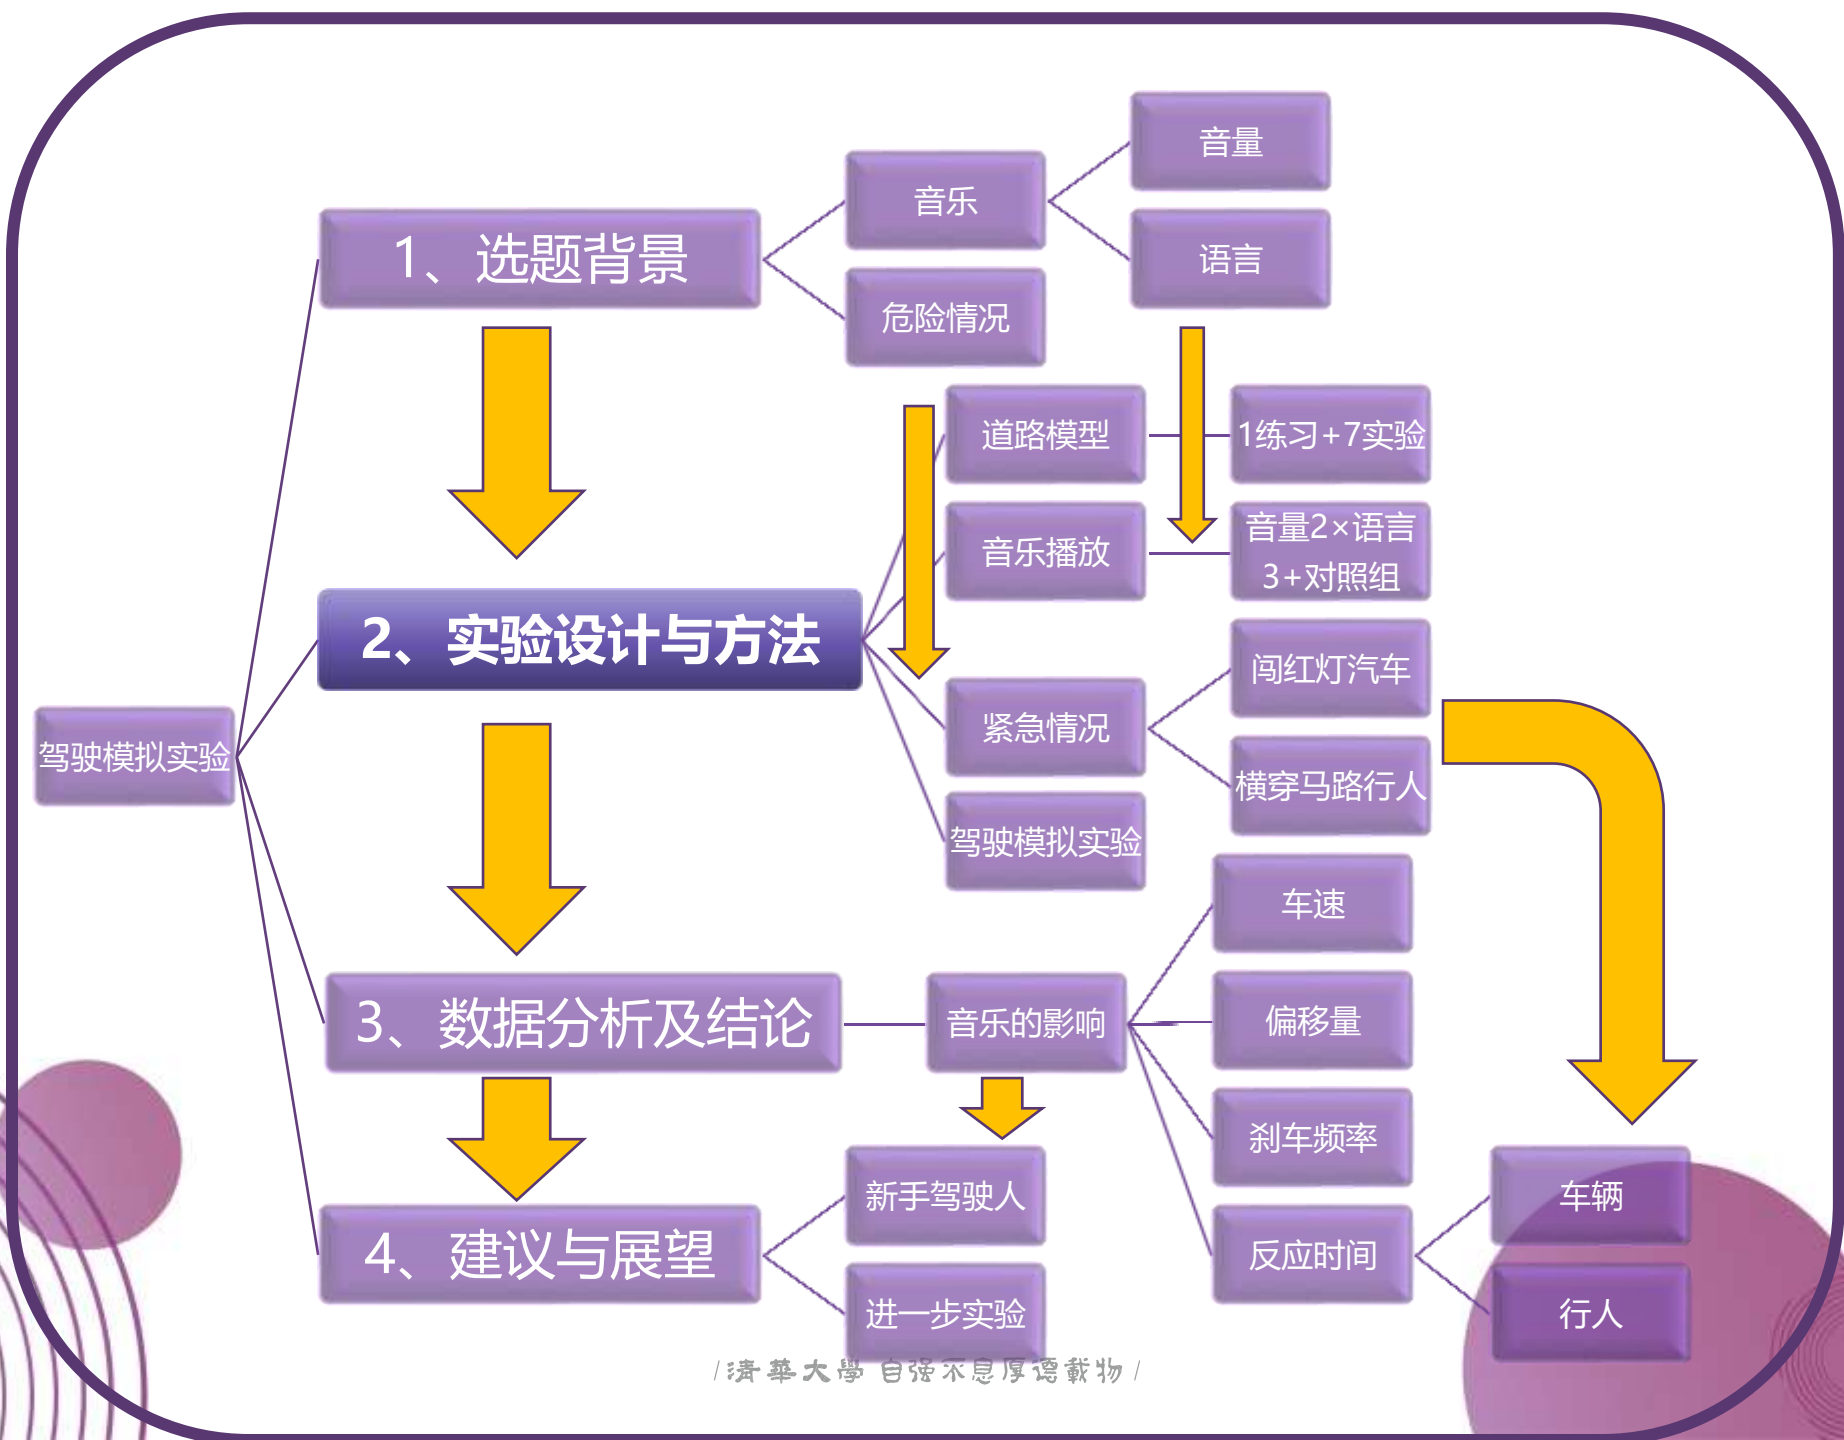 驾驶模拟实验
1、选题背景
音乐
音量
语言
危险情况
2、实验设计与方法
道路模型
1练习+7实验
音乐播放
音量2×语言
3+对照组
紧急情况
闯红灯汽车
横穿马路行人
驾驶模拟实验
3、数据分析及结论
音乐的影响
车速
偏移量
刹车频率
反应时间
车辆
行人
4、建议与展望
新手驾驶人
进一步实验
/清華大學 自强不息厚德載物/